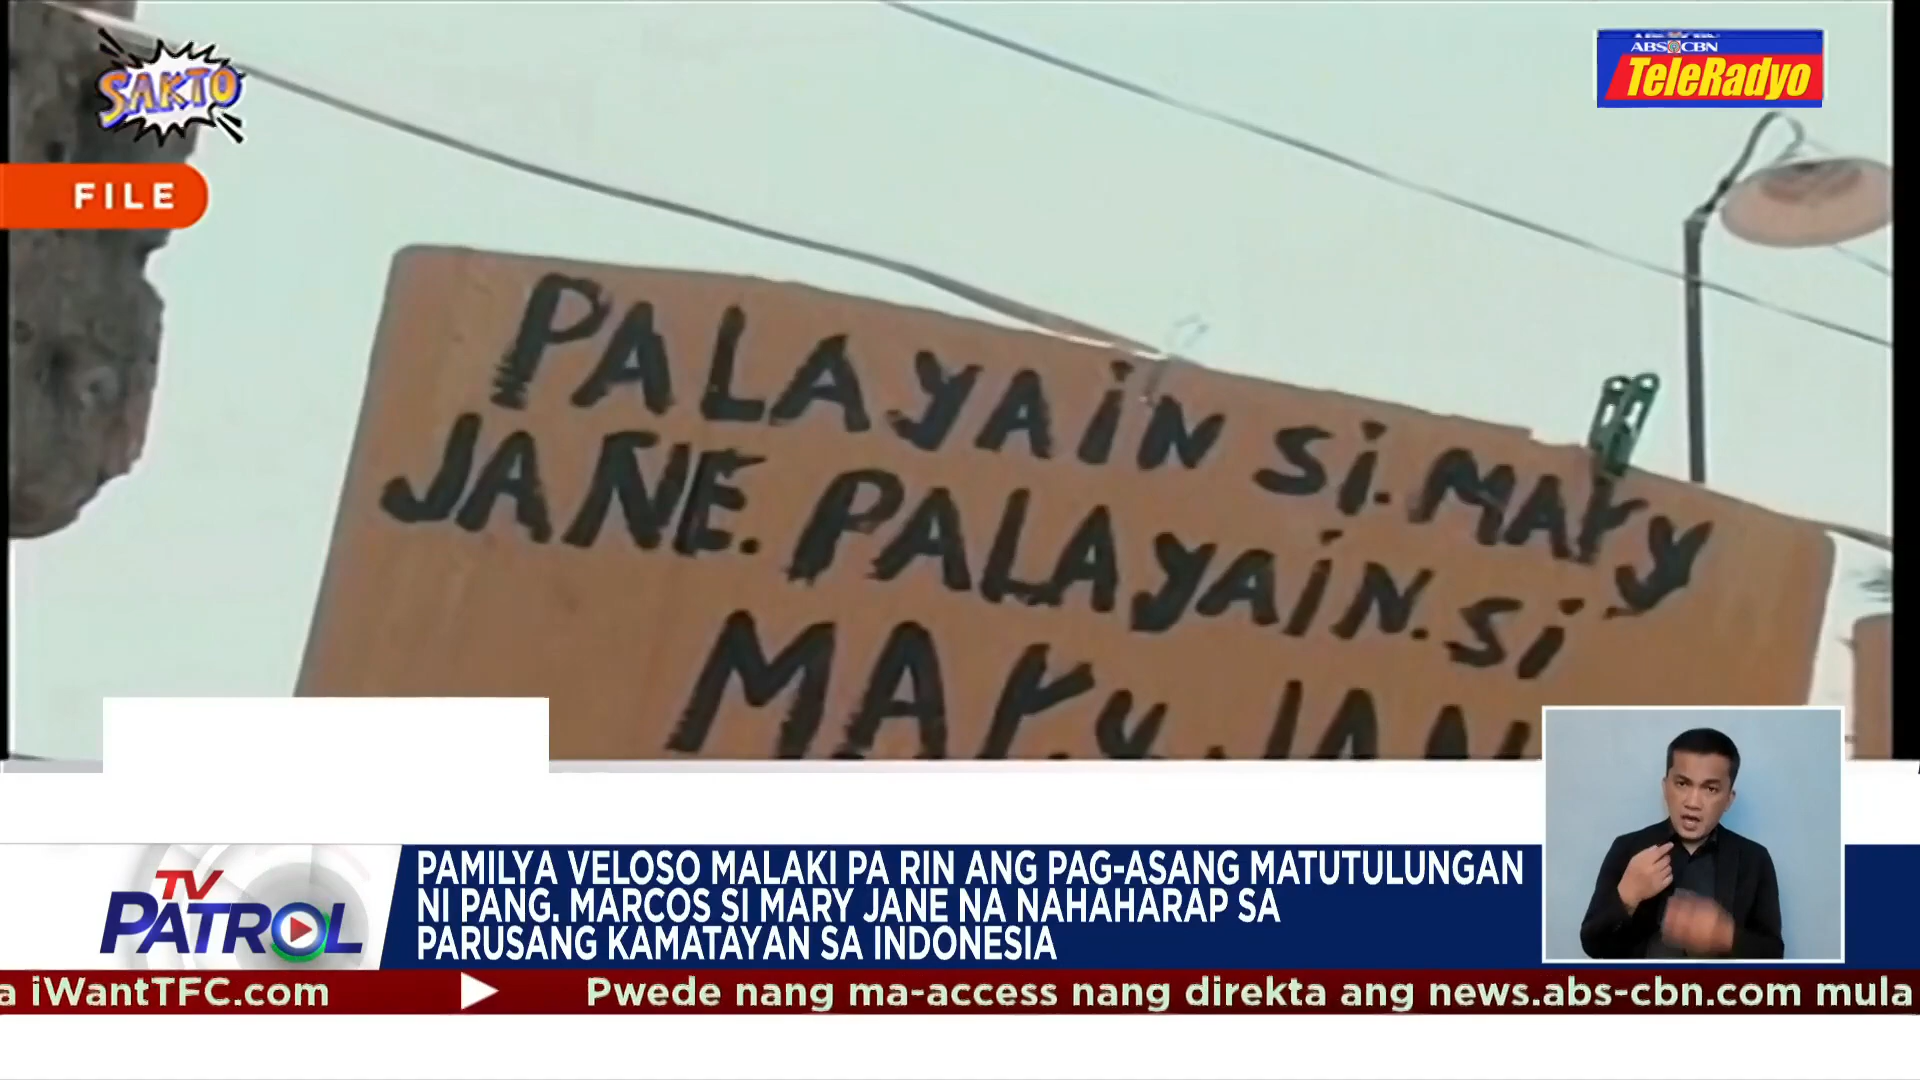 SAKTO
ABS-CBN
TeleRadyo
FILE
PALAYAiN Si. MAry
JANE. PALAYAiN. Si
MAry JAN
TV
PATROL
PAMILYA VELOSO MALAKI PA RIN ANG PAG-ASANG MATUTULUNGAN
NI PANG. MARCOS SI MARY JANE NA NAHAHARAP SA
PARUSANG KAMATAYAN SA INDONESIA
a iWantTFC.com Pwede nang ma-access nang direkta ang news.abs-cbn.com mula